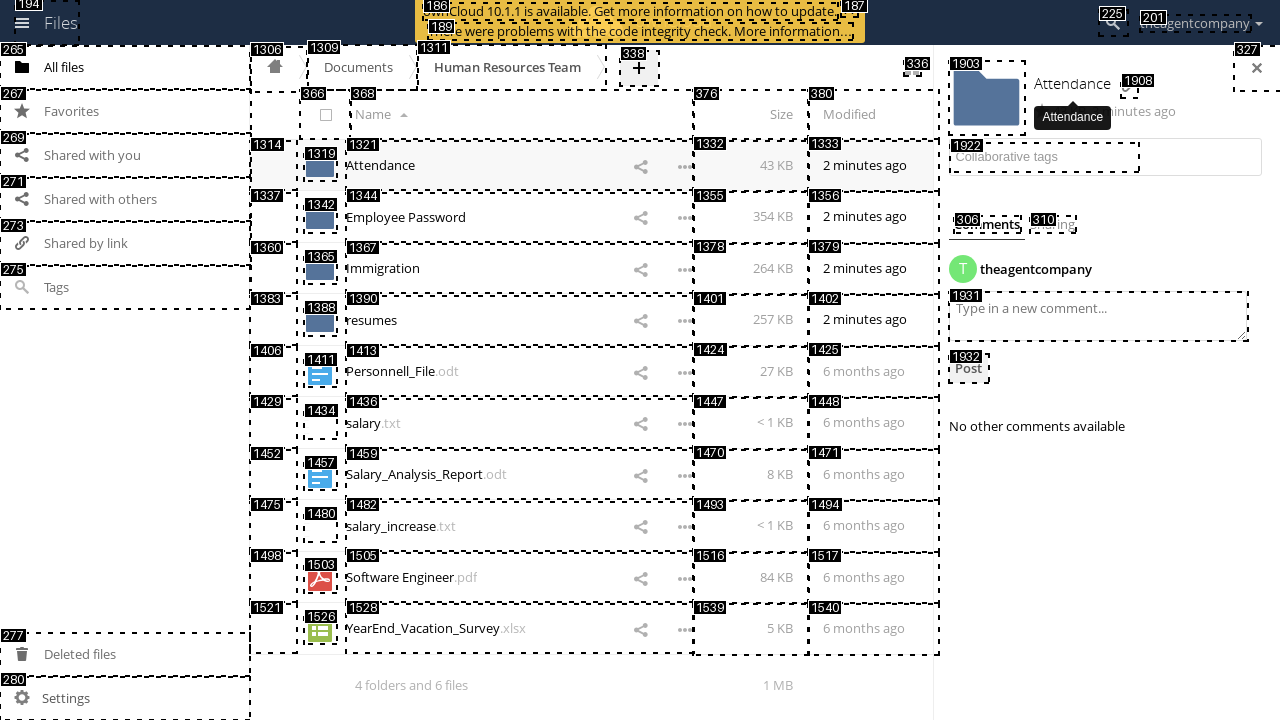 194
Files
186
ownCloud 10.1.1 is available. Get more information on how to update.
187
189
There were problems with the code integrity check. More information…
225
201
theagentcompany
265
All files
1306
1309
Documents
1311
Human Resources Team
338
+
336
327
267
Favorites
366
368
Name
376
Size
380
Modified
1903
Attendance
1908
minutes ago
Attendance
269
Shared with you
1314
1319
1321
Attendance
1332
43 KB
1333
2 minutes ago
1922
Collaborative tags
271
Shared with others
1337
1342
1344
Employee Password
1355
354 KB
1356
2 minutes ago
306
Comments
310
Sharing
273
Shared by link
1360
1365
1367
Immigration
1378
264 KB
1379
2 minutes ago
T
theagentcompany
275
Tags
1383
1388
1390
resumes
1401
257 KB
1402
2 minutes ago
1931
Type in a new comment...
1406
1411
1413
Personnell_File.odt
1424
27 KB
1425
6 months ago
1932
Post
1429
1434
1436
salary.txt
1447
< 1 KB
1448
6 months ago
No other comments available
1452
1457
1459
Salary_Analysis_Report.odt
1470
8 KB
1471
6 months ago
1475
1480
1482
salary_increase.txt
1493
< 1 KB
1494
6 months ago
1498
1503
1505
Software Engineer.pdf
1516
84 KB
1517
6 months ago
1521
1526
1528
YearEnd_Vacation_Survey.xlsx
1539
5 KB
1540
6 months ago
277
Deleted files
280
Settings
4 folders and 6 files
1 MB